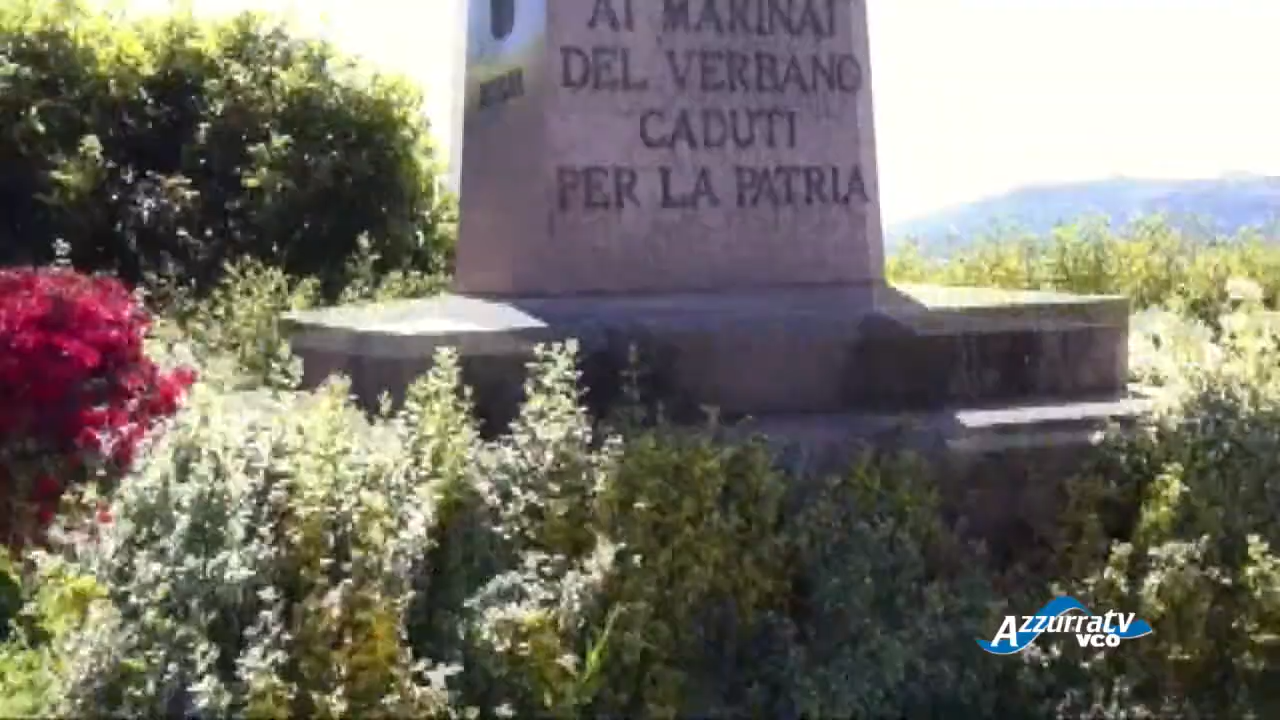 AI MARINAI
DEL VERBANO
CADUTI
PER LA PATRIA
Azzurratv
vco